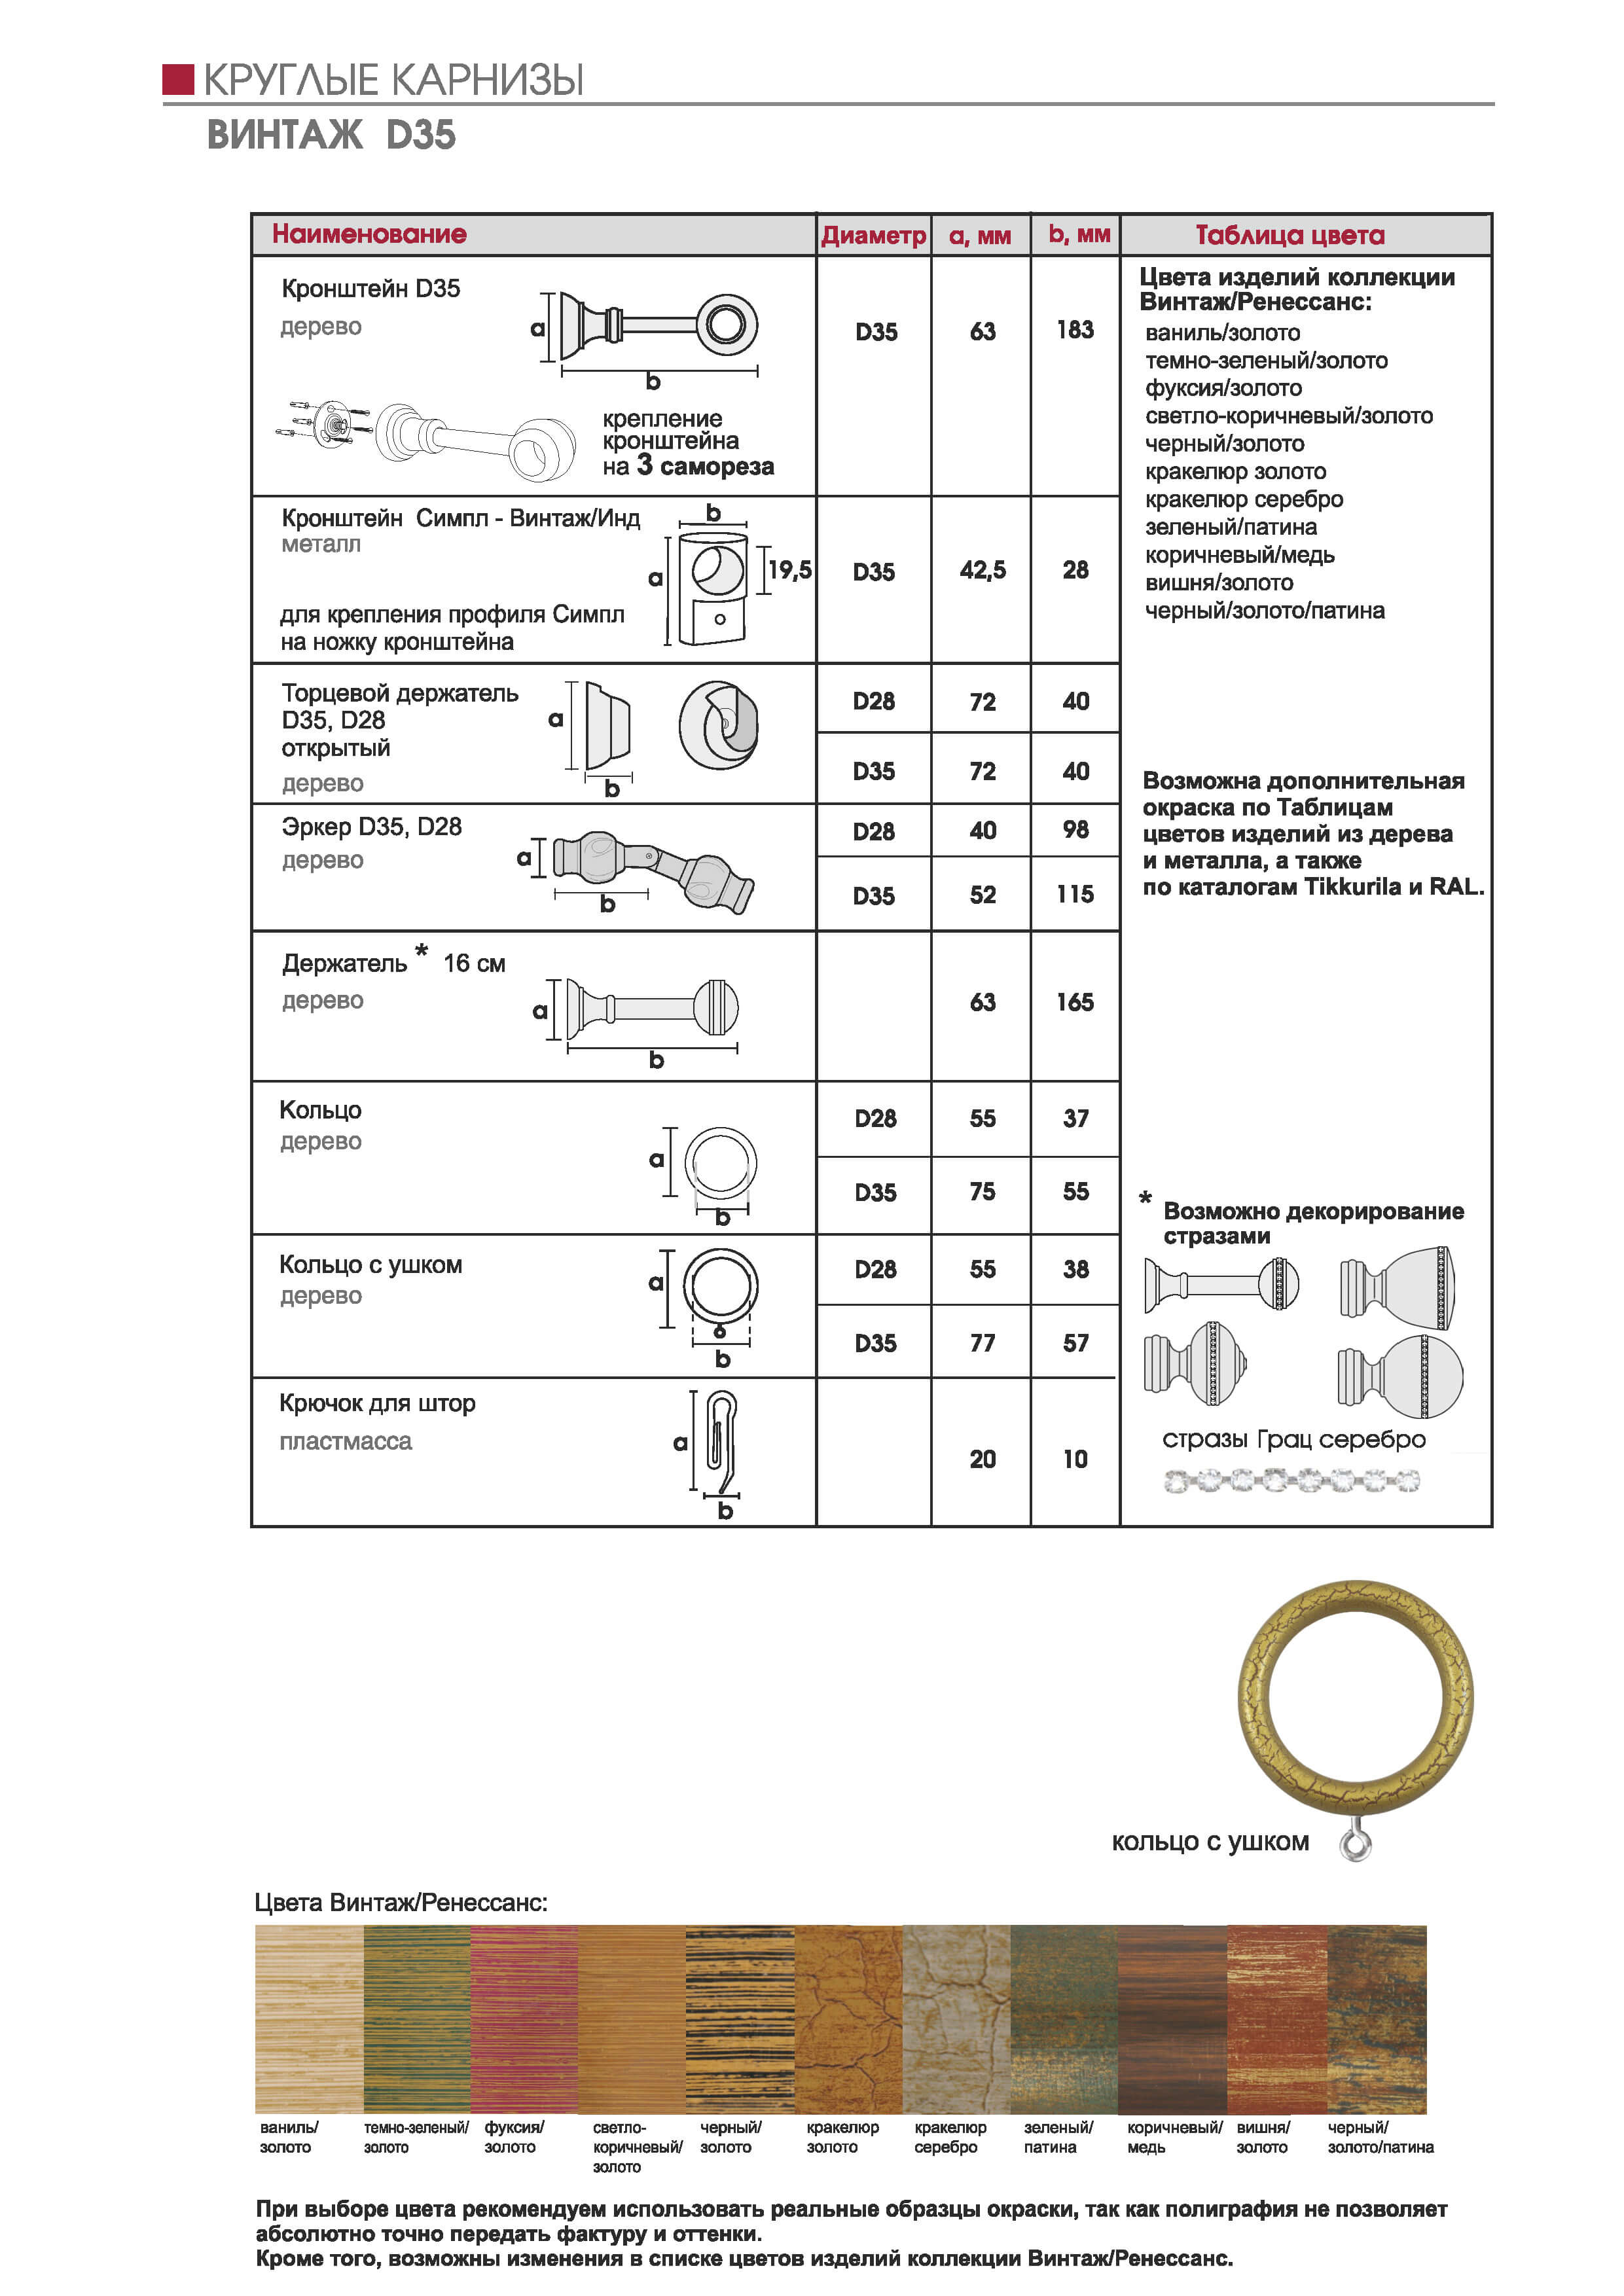 КРУГЛЫЕ КАРНИЗЫ
ВИНТАЖ D35
Наименование Диаметр a, мм b, мм Таблица цвета
Кронштейн D35
дерево
a
b
крепление
кронштейна
на 3 самореза
D35 63 183
Кронштейн Симпл - Винтаж/Инд
металл
для крепления профиля Симпл
на ножку кронштейна
b
a
19,5
D35 42,5 28
Торцевой держатель
D35, D28
открытый
дерево
a
b
D28 72 40
D35 72 40
Эркер D35, D28
дерево
a
b
D28 40 98
D35 52 115
Держатель * 16 см
дерево
a
b
63 165
Кольцо
дерево
a
b
D28 55 37
D35 75 55
Кольцо с ушком
дерево
a
b
D28 55 38
D35 77 57
Крючок для штор
пластмасса
a
b
20 10
Цвета изделий коллекции
Винтаж/Ренессанс:
ваниль/золото
темно-зеленый/золото
фуксия/золото
светло-коричневый/золото
черный/золото
кракелюр золото
кракелюр серебро
зеленый/патина
коричневый/медь
вишня/золото
черный/золото/патина
Возможна дополнительная
окраска по Таблицам
цветов изделий из дерева
и металла, а также
по каталогам Tikkurila и RAL.
* Возможно декорирование
стразами
стразы Грац серебро
кольцо с ушком
Цвета Винтаж/Ренессанс:
ваниль/
золото
темно-зеленый/
золото
фуксия/
золото
светло-
коричневый/
золото
черный/
золото
кракелюр
золото
кракелюр
серебро
зеленый/
патина
коричневый/
медь
вишня/
золото
черный/
золото/патина
При выборе цвета рекомендуем использовать реальные образцы окраски, так как полиграфия не позволяет
абсолютно точно передать фактуру и оттенки.
Кроме того, возможны изменения в списке цветов изделий коллекции Винтаж/Ренессанс.